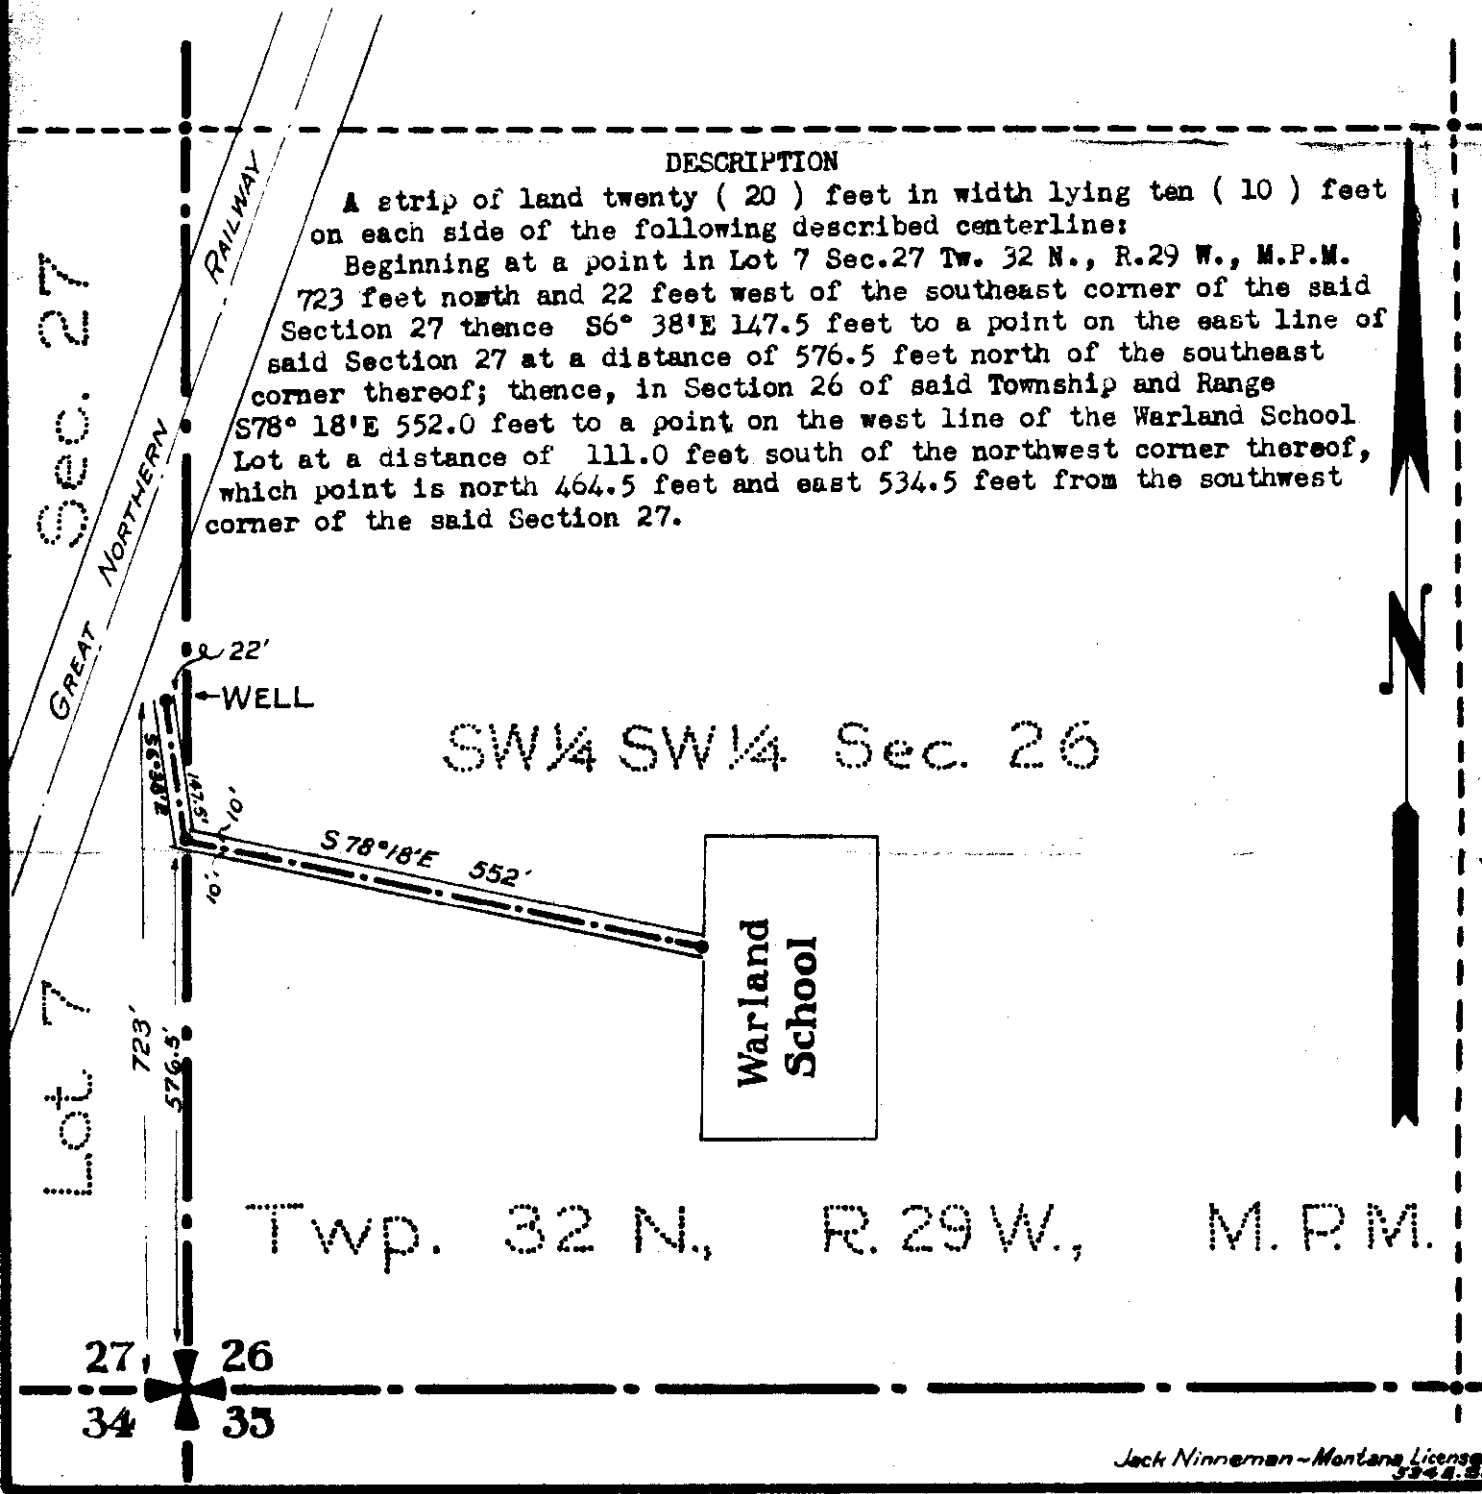 DESCRIPTION
A strip of land twenty ( 20 ) feet in width lying ten ( 10 ) feet
on each side of the following described centerline:
Beginning at a point in Lot 7 Sec.27 Tw. 32 N., R.29 W., M.P.M.
723 feet north and 22 feet west of the southeast corner of the said
Section 27 thence S6° 38'E 147.5 feet to a point on the east line of
said Section 27 at a distance of 576.5 feet north of the southeast
corner thereof; thence, in Section 26 of said Township and Range
S78° 18'E 552.0 feet to a point on the west line of the Warland School
Lot at a distance of 111.0 feet south of the northwest corner thereof,
which point is north 464.5 feet and east 534.5 feet from the southwest
corner of the said Section 27.
Sec. 27
GREAT NORTHERN RAILWAY
22'
WELL
N
SW¼ SW¼ Sec. 26
S6°38'E
147.5'
10'
10'
S 78°18'E 552'
Warland
School
Lot 7
723'
576.5'
Twp. 32 N., R. 29 W., M. P. M.
27 26
34 35
Jack Ninneman - Montana License